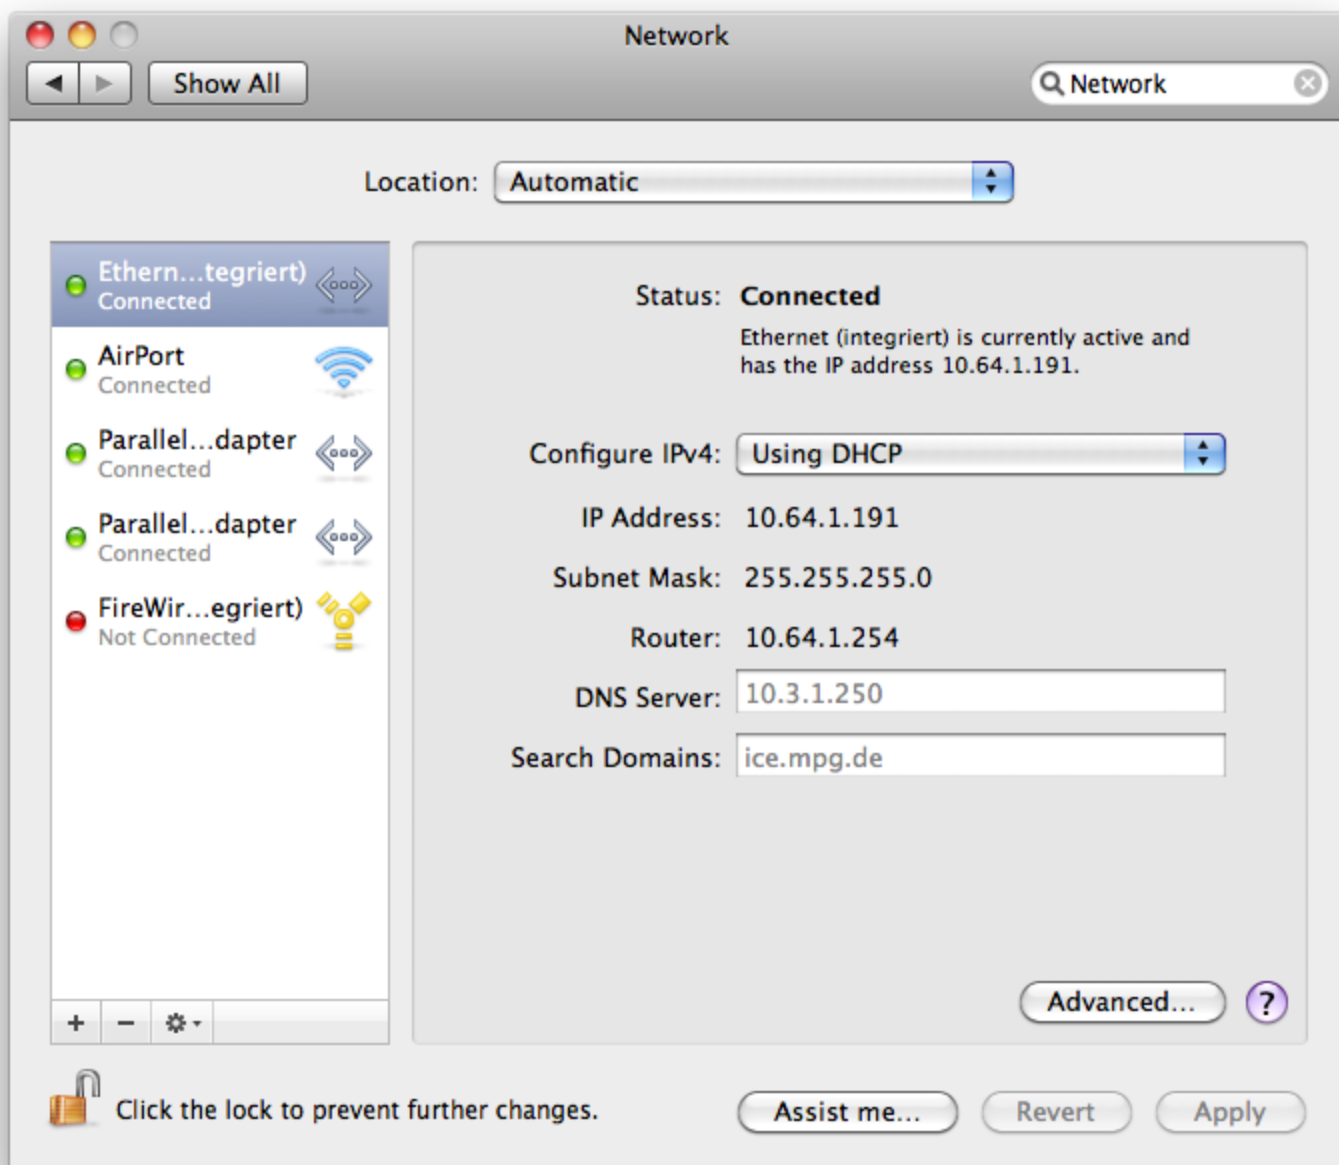 Network
Show All
Network
Location: Automatic
Ethern...tegriert)
Connected
AirPort
Connected
Parallel...dapter
Connected
Parallel...dapter
Connected
FireWir...egriert)
Not Connected
Status: Connected
Ethernet (integriert) is currently active and
has the IP address 10.64.1.191.
Configure IPv4: Using DHCP
IP Address: 10.64.1.191
Subnet Mask: 255.255.255.0
Router: 10.64.1.254
DNS Server: 10.3.1.250
Search Domains: ice.mpg.de
Advanced... ?
Click the lock to prevent further changes.
Assist me... Revert Apply